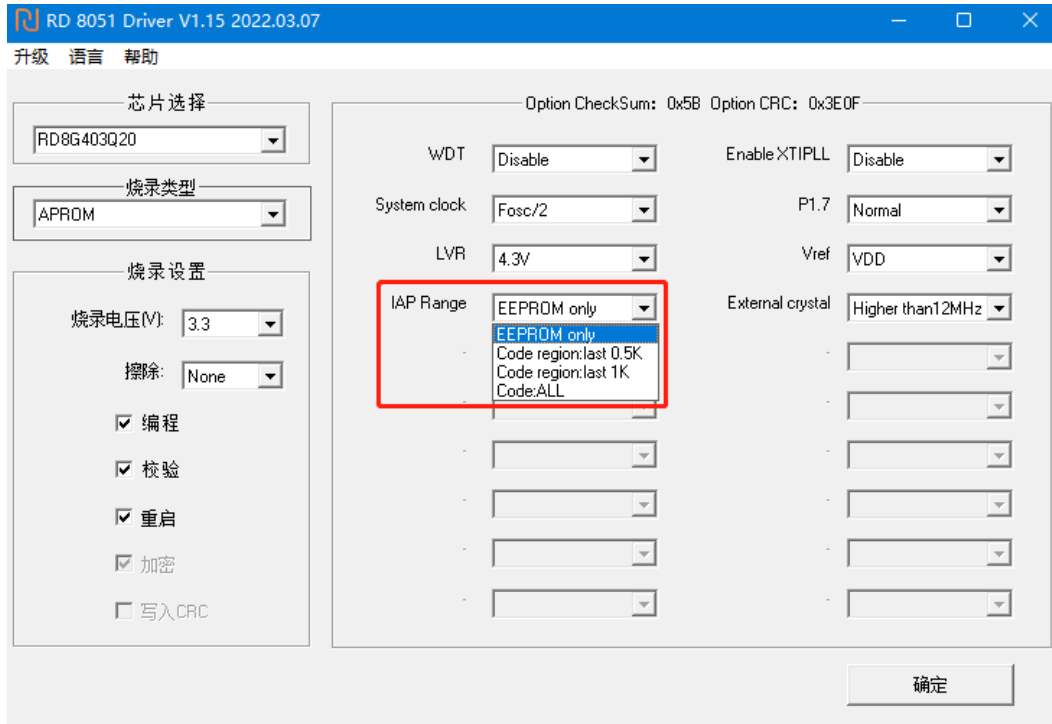 RD 8051 Driver V1.15 2022.03.07
升级 语言 帮助
芯片选择
RD8G403Q20
烧录类型
APROM
烧录设置
烧录电压(V): 3.3
擦除: None
编程
校验
重启
加密
写入CRC
Option CheckSum: 0x5B Option CRC: 0x3E0F
WDT Disable Enable XTIPLL Disable
System clock Fosc/2 P1.7 Normal
LVR 4.3V Vref VDD
IAP Range EEPROM only External crystal Higher than12MHz
EEPROM only
Code region:last 0.5K
Code region:last 1K
Code:ALL
确定